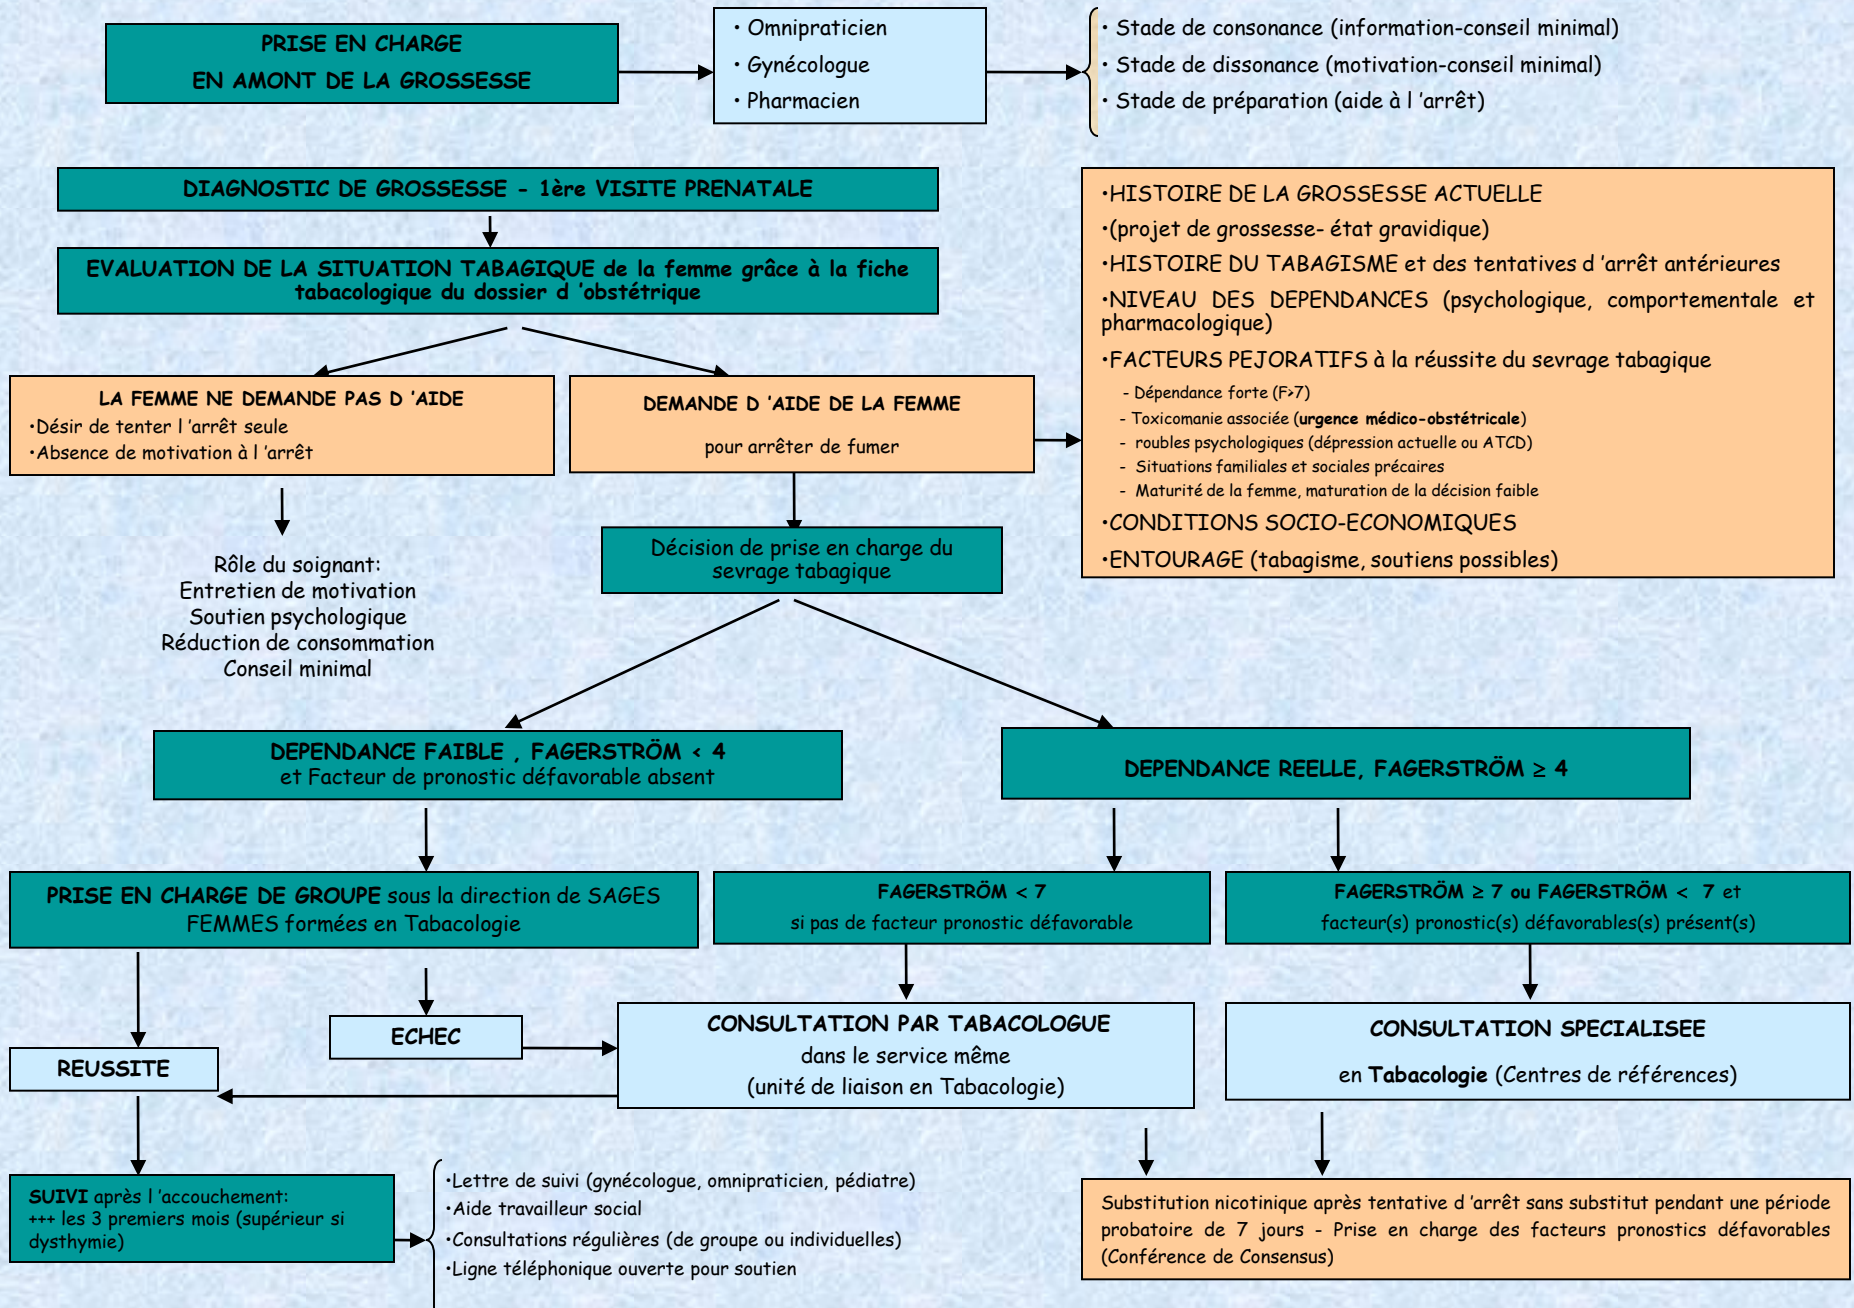 PRISE EN CHARGE
EN AMONT DE LA GROSSESSE
• Omnipraticien
• Gynécologue
• Pharmacien
• Stade de consonance (information-conseil minimal)
• Stade de dissonance (motivation-conseil minimal)
• Stade de préparation (aide à l ’arrêt)
DIAGNOSTIC DE GROSSESSE - 1ère VISITE PRENATALE
EVALUATION DE LA SITUATION TABAGIQUE de la femme grâce à la fiche
tabacologique du dossier d ’obstétrique
•HISTOIRE DE LA GROSSESSE ACTUELLE
•(projet de grossesse- état gravidique)
•HISTOIRE DU TABAGISME et des tentatives d ’arrêt antérieures
•NIVEAU DES DEPENDANCES (psychologique, comportementale et
pharmacologique)
•FACTEURS PEJORATIFS à la réussite du sevrage tabagique
- Dépendance forte (F>7)
- Toxicomanie associée (urgence médico-obstétricale)
- roubles psychologiques (dépression actuelle ou ATCD)
- Situations familiales et sociales précaires
- Maturité de la femme, maturation de la décision faible
•CONDITIONS SOCIO-ECONOMIQUES
•ENTOURAGE (tabagisme, soutiens possibles)
LA FEMME NE DEMANDE PAS D ’AIDE
•Désir de tenter l ’arrêt seule
•Absence de motivation à l ’arrêt
DEMANDE D ’AIDE DE LA FEMME
pour arrêter de fumer
Rôle du soignant:
Entretien de motivation
Soutien psychologique
Réduction de consommation
Conseil minimal
Décision de prise en charge du
sevrage tabagique
DEPENDANCE FAIBLE , FAGERSTRÖM < 4
et Facteur de pronostic défavorable absent
DEPENDANCE REELLE, FAGERSTRÖM ≥ 4
PRISE EN CHARGE DE GROUPE sous la direction de SAGES
FEMMES formées en Tabacologie
FAGERSTRÖM < 7
si pas de facteur pronostic défavorable
FAGERSTRÖM ≥ 7 ou FAGERSTRÖM < 7 et
facteur(s) pronostic(s) défavorables(s) présent(s)
ECHEC
REUSSITE
CONSULTATION PAR TABACOLOGUE
dans le service même
(unité de liaison en Tabacologie)
CONSULTATION SPECIALISEE
en Tabacologie (Centres de références)
SUIVI après l ’accouchement:
+++ les 3 premiers mois (supérieur si
dysthymie)
•Lettre de suivi (gynécologue, omnipraticien, pédiatre)
•Aide travailleur social
•Consultations régulières (de groupe ou individuelles)
•Ligne téléphonique ouverte pour soutien
Substitution nicotinique après tentative d ’arrêt sans substitut pendant une période
probatoire de 7 jours - Prise en charge des facteurs pronostics défavorables
(Conférence de Consensus)